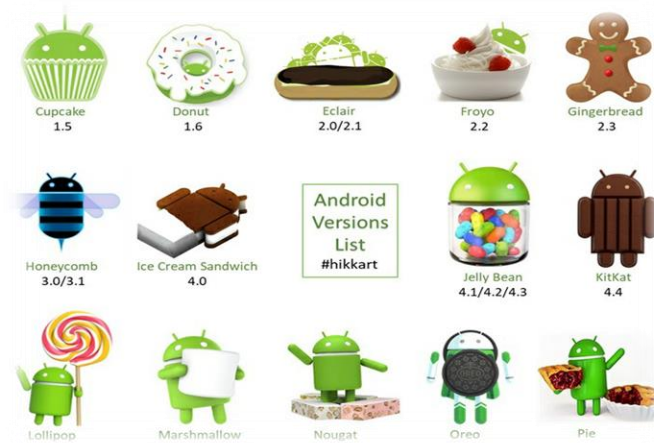 Cupcake
1.5
Donut
1.6
Eclair
2.0/2.1
Froyo
2.2
Gingerbread
2.3
Honeycomb
3.0/3.1
Ice Cream Sandwich
4.0
Android
Versions
List
#hikkart
Jelly Bean
4.1/4.2/4.3
KitKat
4.4
Lollipop
Marshmallow
Nougat
Oreo
Pie